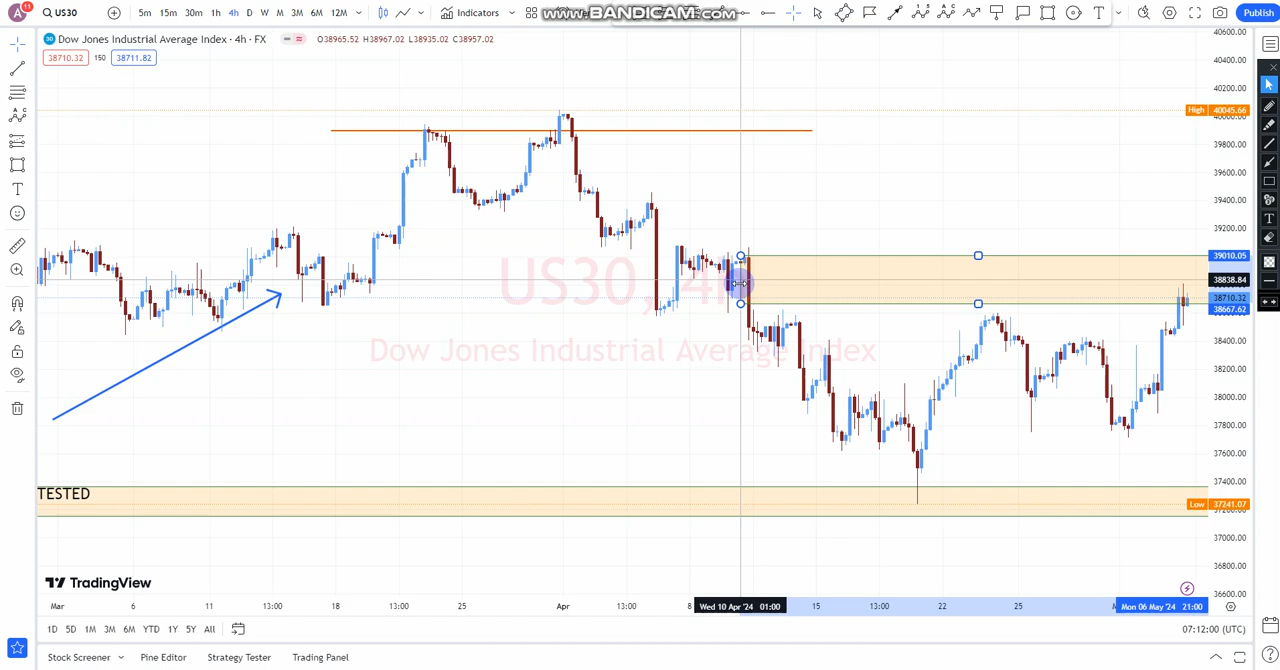 A 11 US30 5m 15m 30m 1h 4h D W M 3M 6M 12M Indicators www.BANDICAM.com T Publish
Dow Jones Industrial Average Index · 4h · FX O38965.52 H38967.02 L38935.02 C38957.02
38710.32 150 38711.82
40600.00
40400.00
40200.00
High 40045.66
40000.00
39800.00
39600.00
39400.00
39200.00
39010.05
38838.84
38710.32
38667.62
38400.00
38200.00
38000.00
37800.00
37600.00
37400.00
Low 37241.07
37000.00
36800.00
36600.00
US30, 4h
Dow Jones Industrial Average Index
TESTED
TradingView
Mar 6 11 13:00 18 13:00 25 Apr 13:00 8 Wed 10 Apr '24 01:00 15 13:00 22 25 Mon 06 May '24 21:00
1D 5D 1M 3M 6M YTD 1Y 5Y All 07:12:00 (UTC)
Stock Screener Pine Editor Strategy Tester Trading Panel